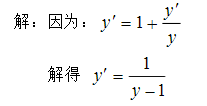 解：因为：y′ = 1 + y′/y
解得 y′ = 1/(y−1)